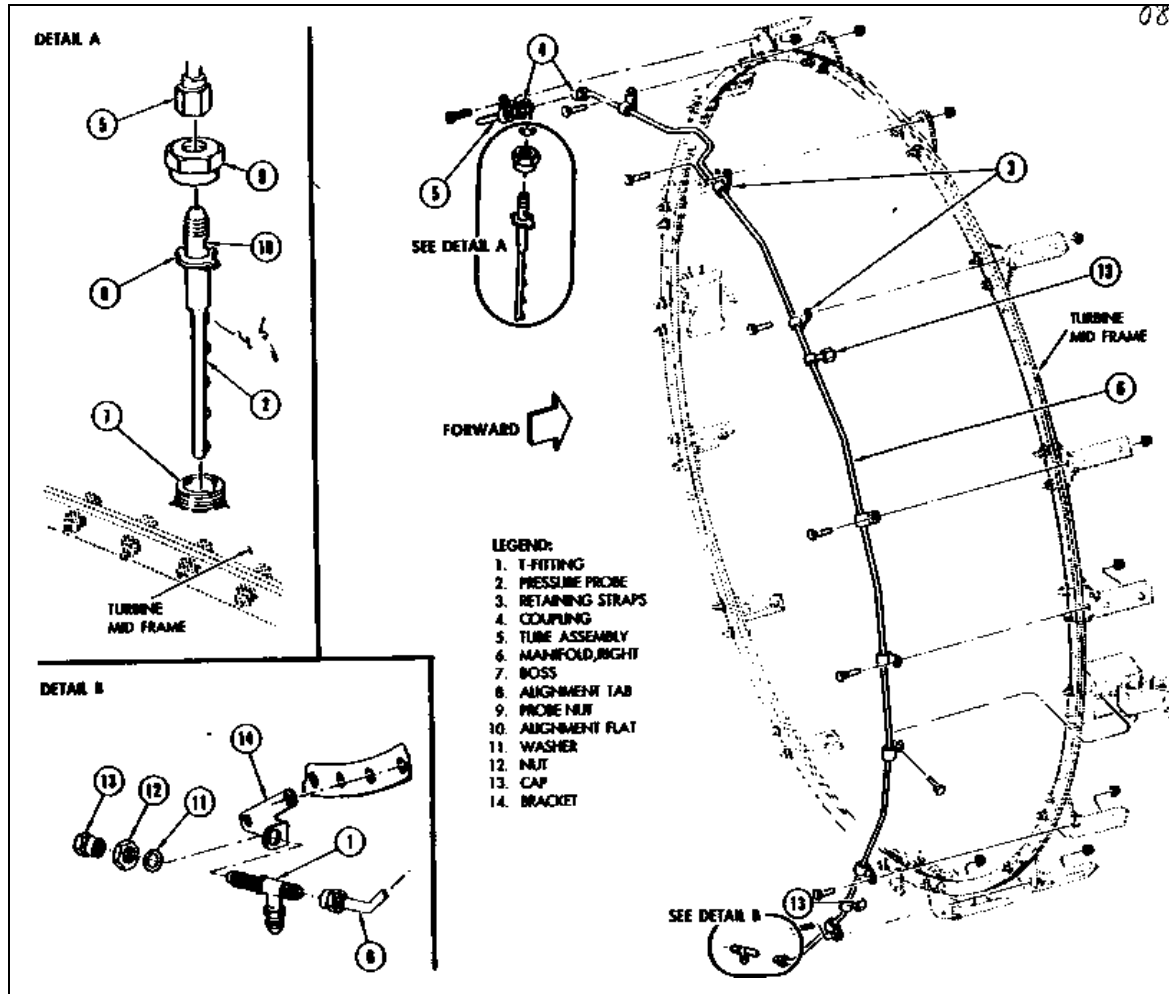 08
DETAIL A
5
9
10
8
2
7
TURBINE
MID FRAME
4
5
SEE DETAIL A
3
13
TURBINE
MID FRAME
6
FORWARD
LEGEND:
1. T-FITTING
2. PRESSURE PROBE
3. RETAINING STRAPS
4. COUPLING
5. TUBE ASSEMBLY
6. MANIFOLD,RIGHT
7. BOSS
8. ALIGNMENT TAB
9. PROBE NUT
10. ALIGNMENT FLAT
11. WASHER
12. NUT
13. CAP
14. BRACKET
DETAIL B
14
13
12
11
1
6
SEE DETAIL B
13